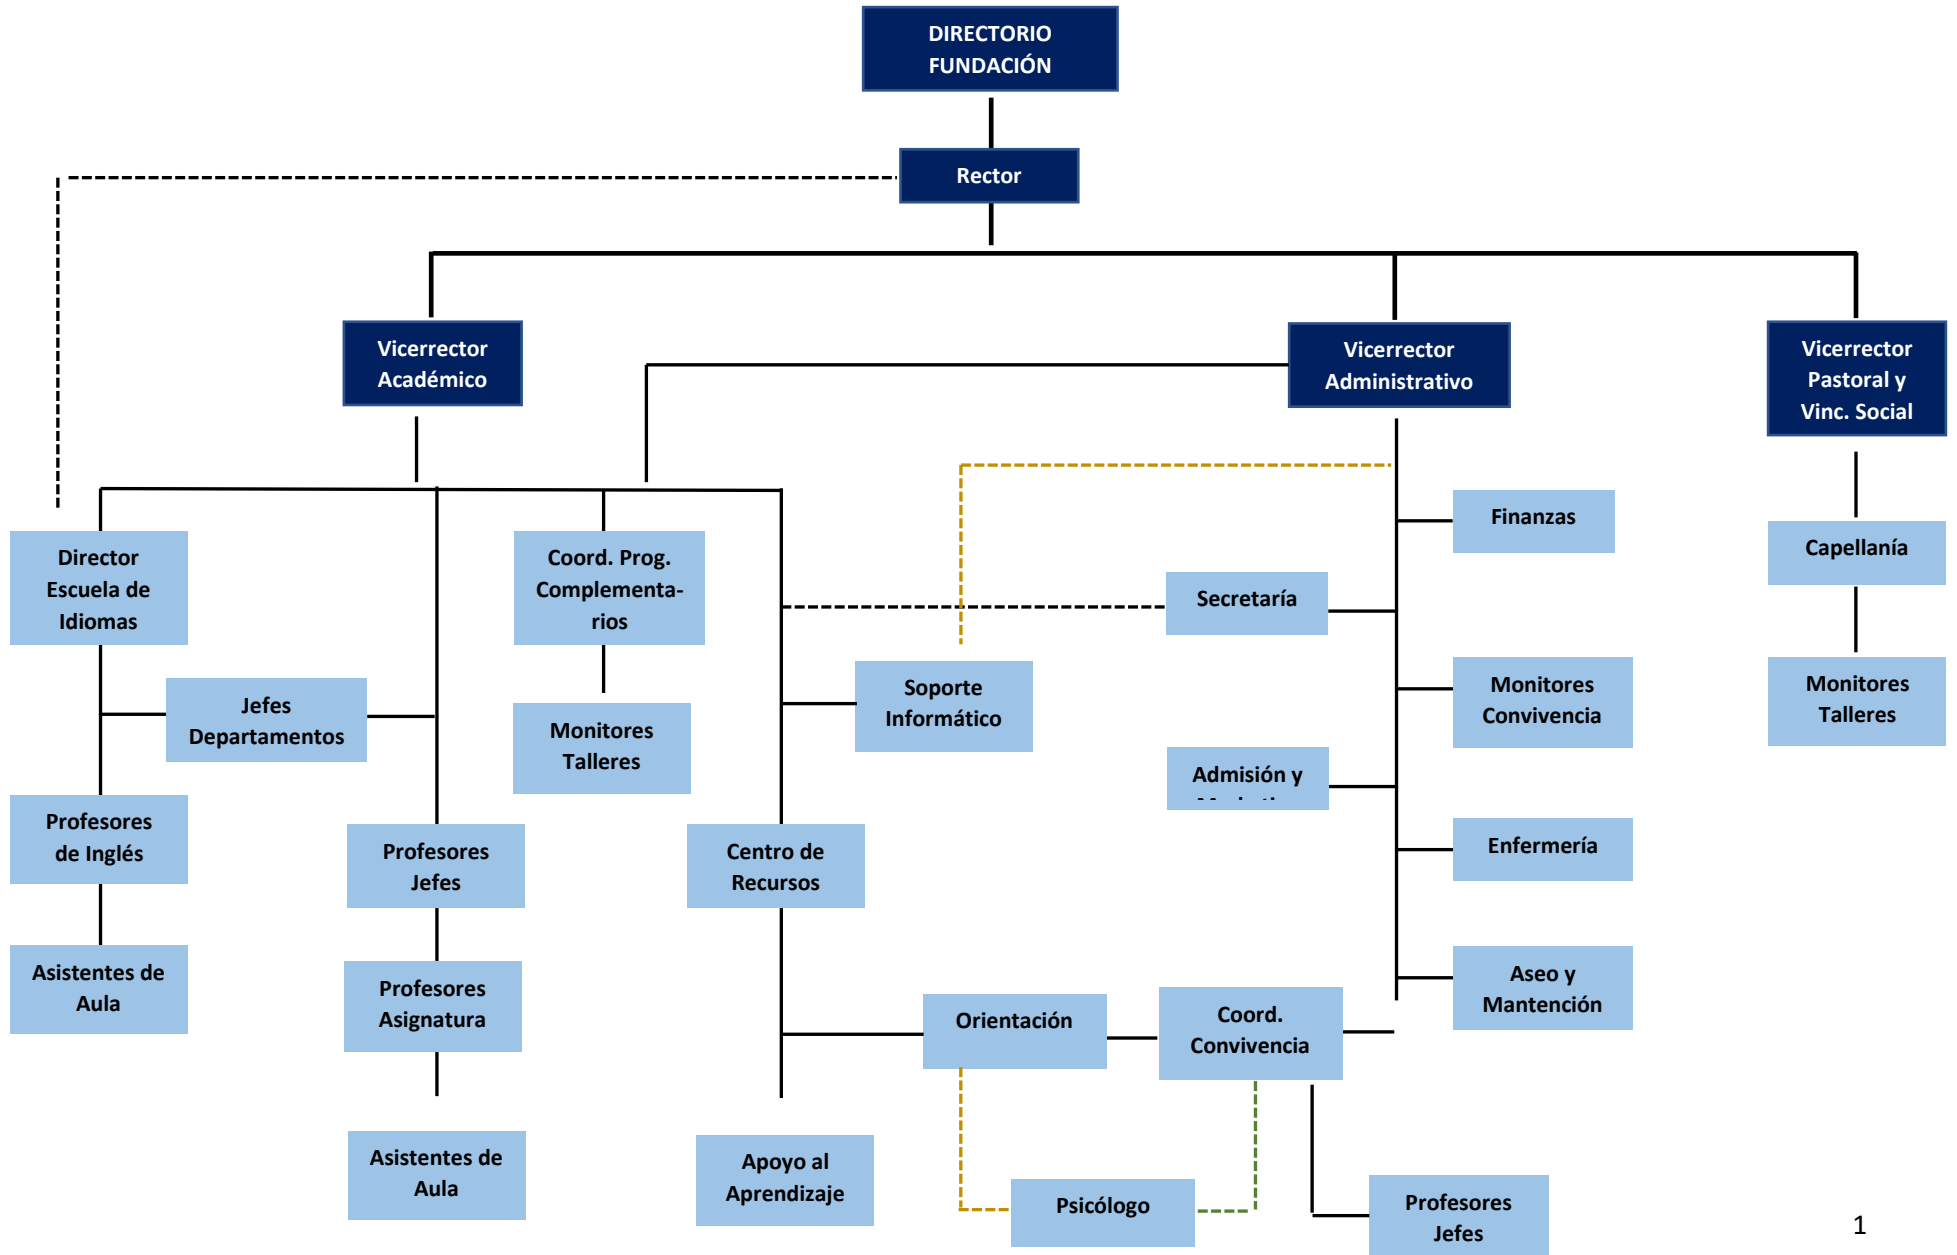 DIRECTORIO
FUNDACIÓN
Rector
Vicerrector
Académico
Vicerrector
Administrativo
Vicerrector
Pastoral y
Vinc. Social
Director
Escuela de
Idiomas
Coord. Prog.
Complementa-
rios
Finanzas
Secretaría
Capellanía
Jefes
Departamentos
Monitores
Talleres
Soporte
Informático
Monitores
Convivencia
Monitores
Talleres
Admisión y
Profesores
de Inglés
Profesores
Jefes
Centro de
Recursos
Enfermería
Asistentes de
Aula
Profesores
Asignatura
Orientación
Coord.
Convivencia
Aseo y
Mantención
Asistentes de
Aula
Apoyo al
Aprendizaje
Psicólogo
Profesores
Jefes
1